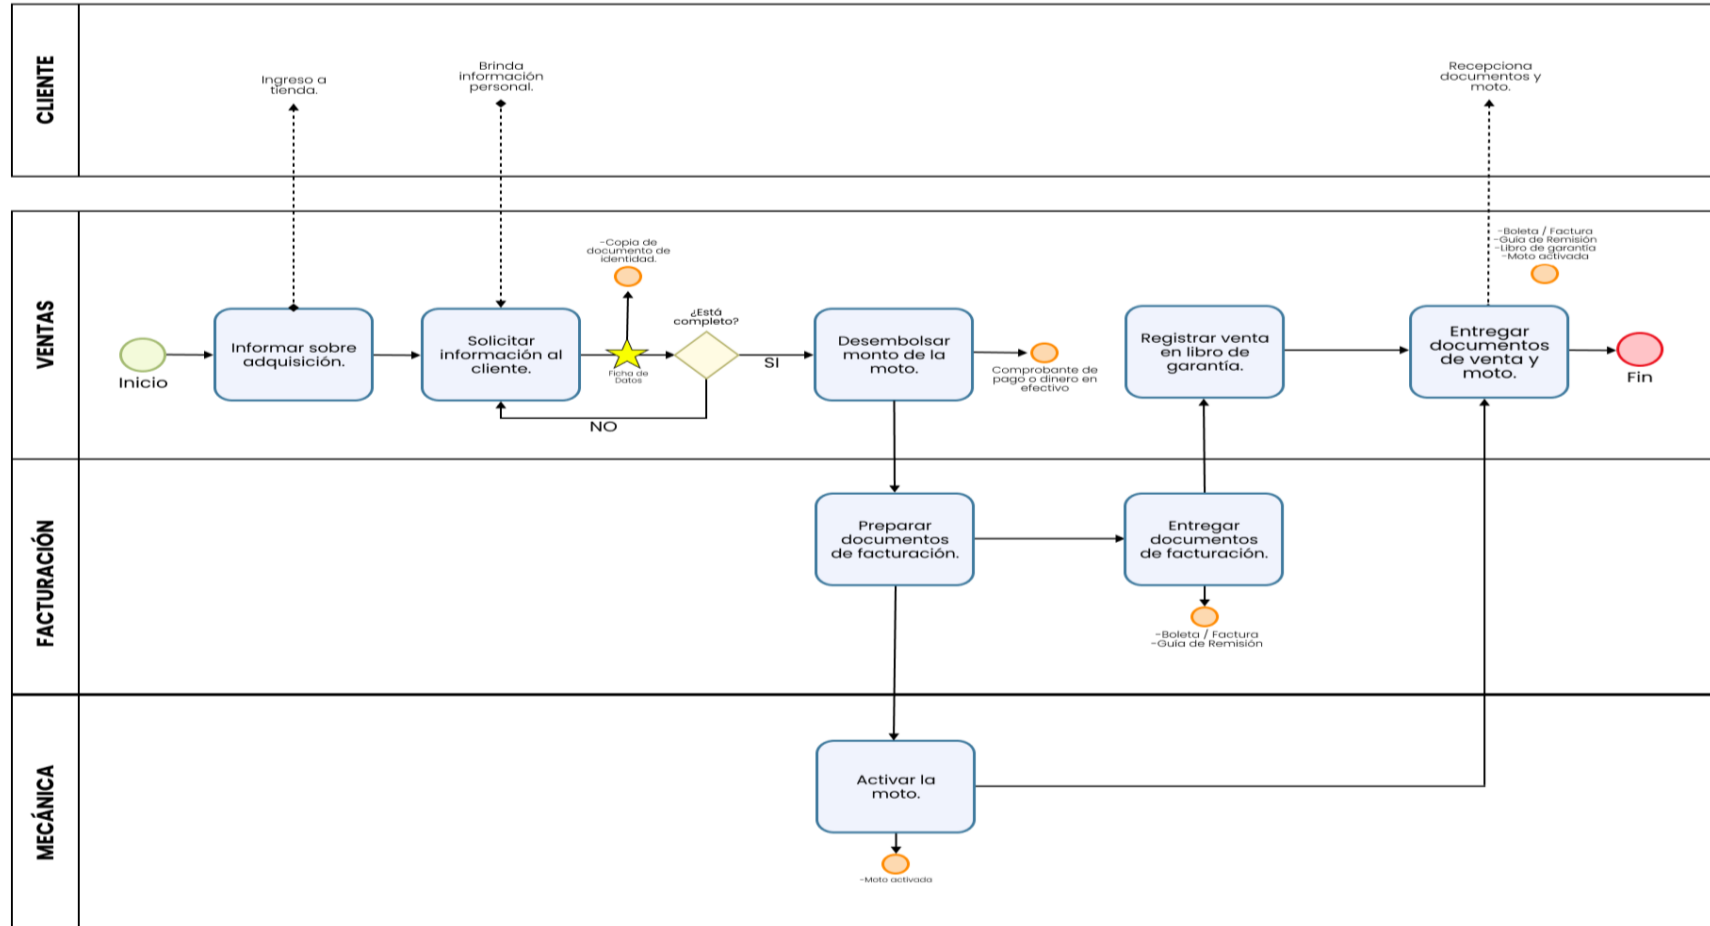 CLIENTE
Ingreso a
tienda.
Brinda
información
personal.
Recepciona
documentos y
moto.
VENTAS
Inicio
Informar sobre
adquisición.
Solicitar
información al
cliente.
-Copia de
documento de
identidad.
Ficha de
Datos
¿Está
completo?
SI
NO
Desembolsar
monto de la
moto.
Comprobante de
pago o dinero en
efectivo
Registrar venta
en libro de
garantía.
-Boleta / Factura
-Guia de Remisión
-Libro de garantía
-Moto activada
Entregar
documentos
de venta y
moto.
Fin
FACTURACIÓN
Preparar
documentos
de facturación.
Entregar
documentos
de facturación.
-Boleta / Factura
-Guia de Remisión
MECÁNICA
Activar la
moto.
-Moto activada